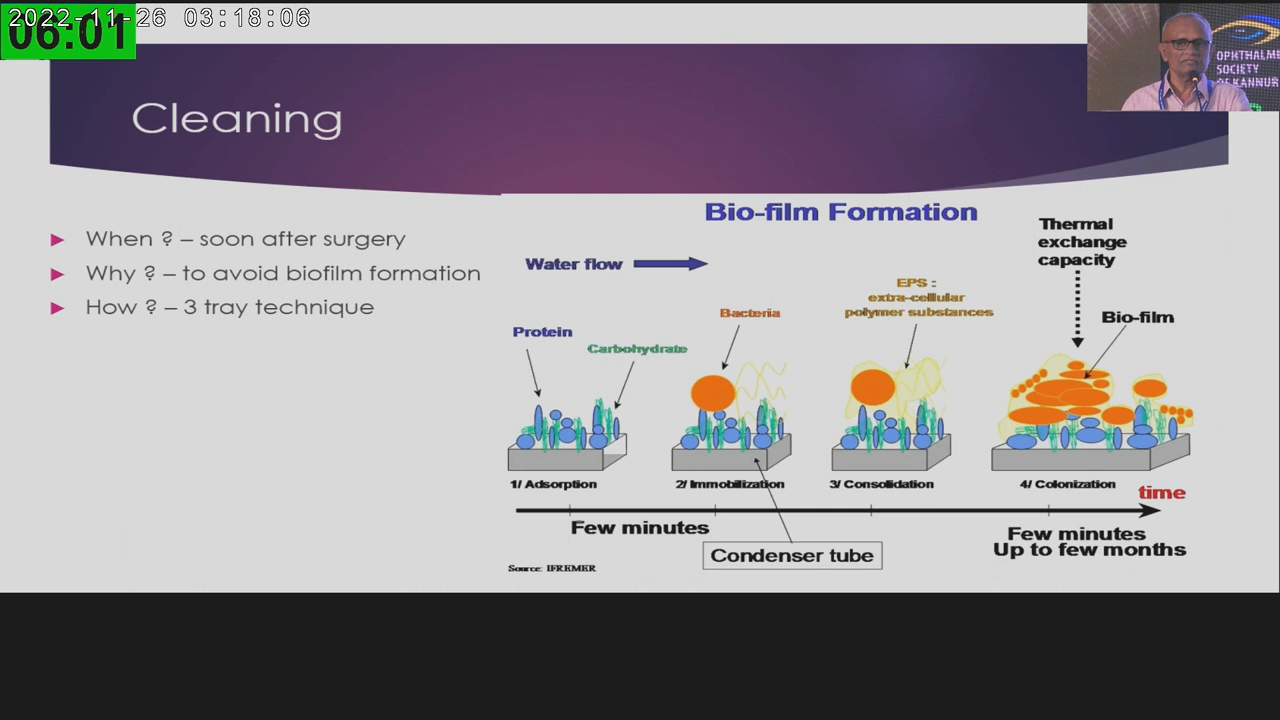 2022-11-26 03:18:06
06:01
OPHTHALM
SOCIETY
OF KANNUR
Cleaning
When ? – soon after surgery
Why ? – to avoid biofilm formation
How ? – 3 tray technique
Bio-film Formation
Water flow
Thermal
exchange
capacity
EPS :
extra-cellular
polymer substances
Bacteria
Bio-film
Protein
Carbohydrate
1/ Adsorption
2/ Immobilization
3/ Consolidation
4/ Colonization
time
Few minutes
Few minutes
Up to few months
Condenser tube
Source: IFREMER